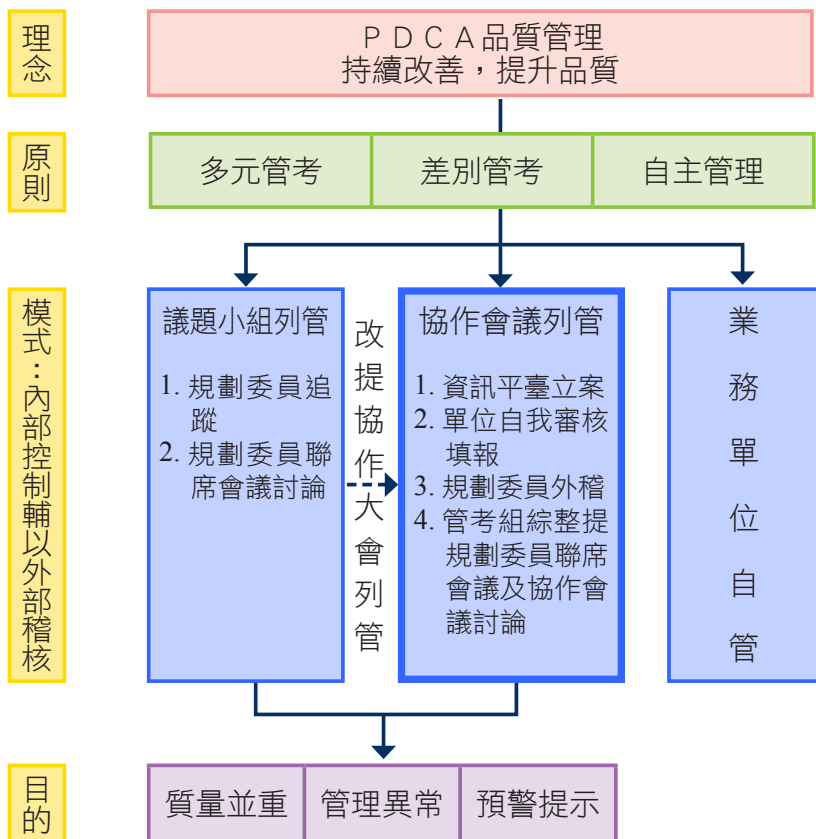 理念
ＰＤＣＡ品質管理
持續改善，提升品質
原則
多元管考
差別管考
自主管理
模式：內部控制輔以外部稽核
議題小組列管
1. 規劃委員追
蹤
2. 規劃委員聯
席會議討論
改提協作大會列管
協作會議列管
1. 資訊平臺立案
2. 單位自我審核
填報
3. 規劃委員外稽
4. 管考組綜整提
規劃委員聯席
會議及協作會
議討論
業務單位自管
目的
質量並重
管理異常
預警提示